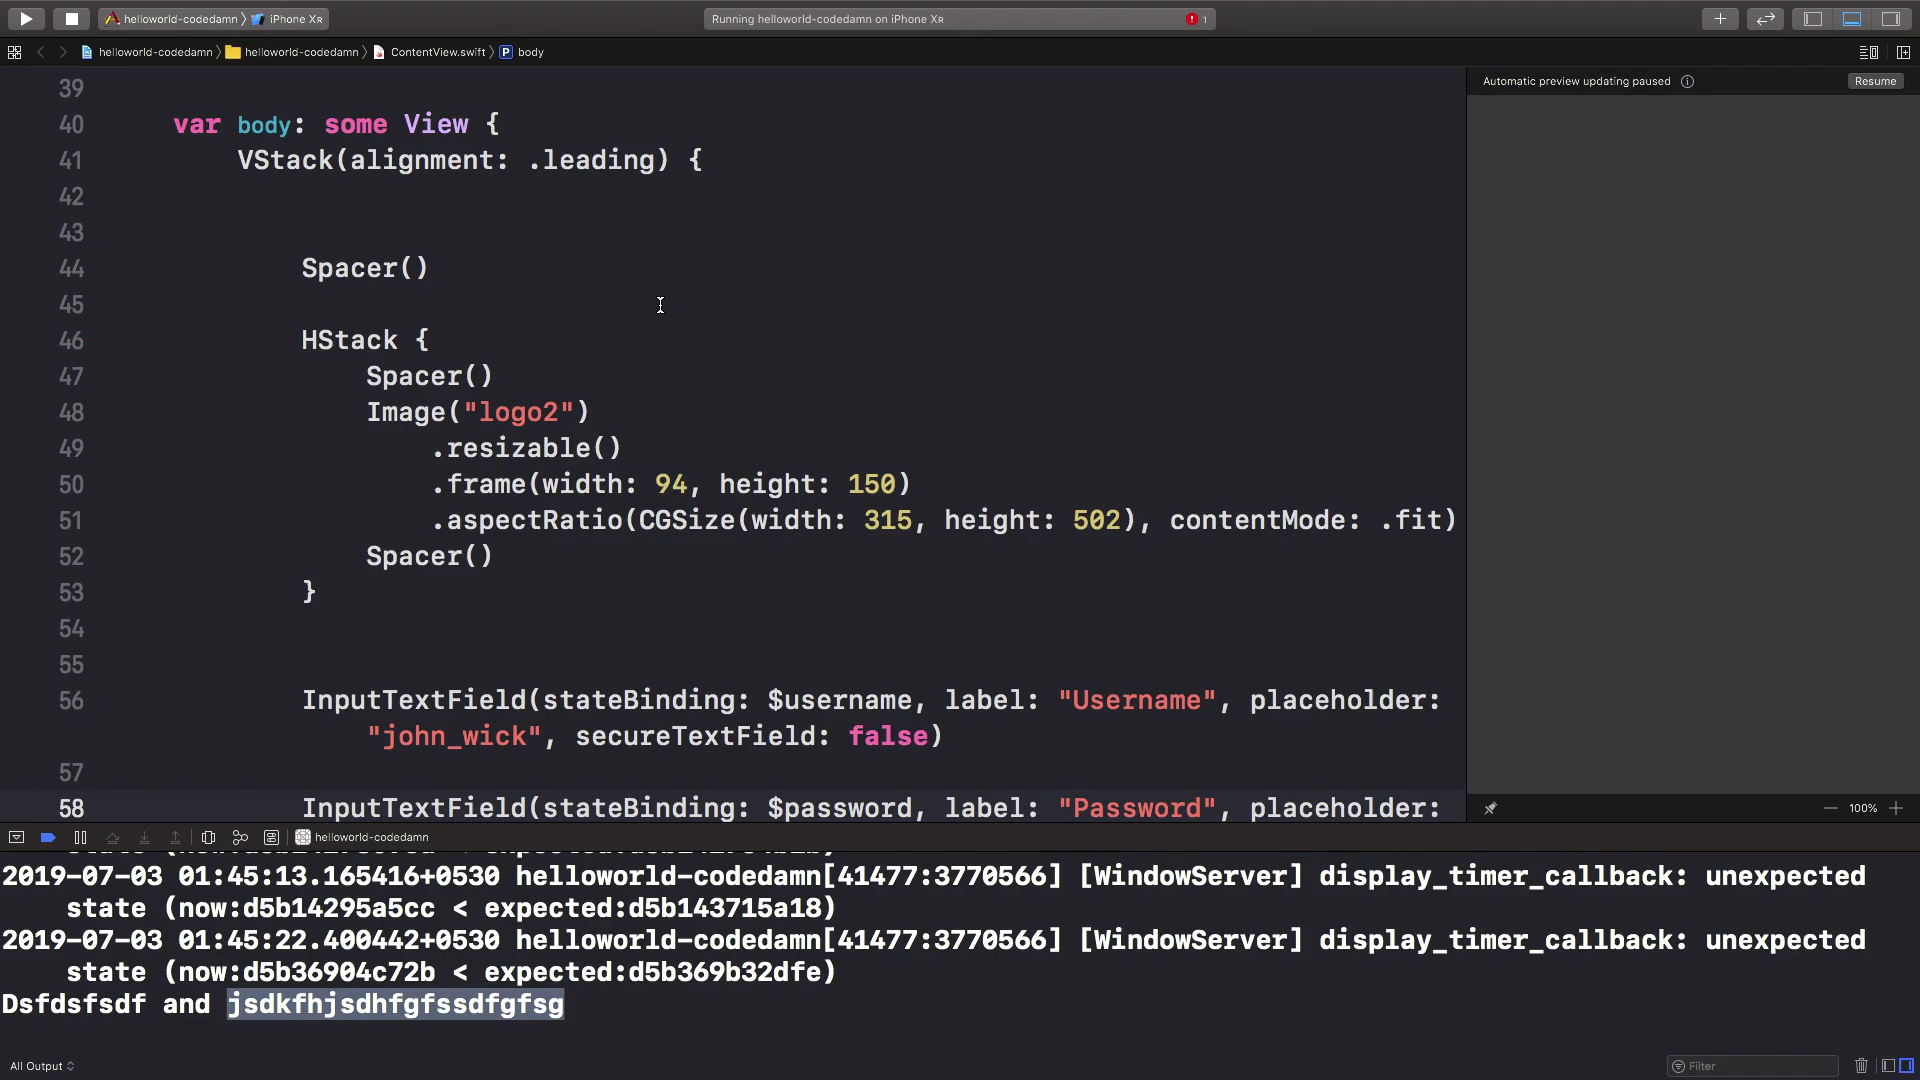 helloworld-codedamn 〉 iPhone XR
Running helloworld-codedamn on iPhone XR
1
helloworld-codedamn 〉 helloworld-codedamn 〉 ContentView.swift 〉 P body
Automatic preview updating paused
Resume
39
40 var body: some View {
41 VStack(alignment: .leading) {
42
43
44 Spacer()
45
46 HStack {
47 Spacer()
48 Image("logo2")
49 .resizable()
50 .frame(width: 94, height: 150)
51 .aspectRatio(CGSize(width: 315, height: 502), contentMode: .fit)
52 Spacer()
53 }
54
55
56 InputTextField(stateBinding: $username, label: "Username", placeholder:
"john_wick", secureTextField: false)
57
58 InputTextField(stateBinding: $password, label: "Password", placeholder:
100%
helloworld-codedamn
2019-07-03 01:45:13.165416+0530 helloworld-codedamn[41477:3770566] [WindowServer] display_timer_callback: unexpected
state (now:d5b14295a5cc < expected:d5b143715a18)
2019-07-03 01:45:22.400442+0530 helloworld-codedamn[41477:3770566] [WindowServer] display_timer_callback: unexpected
state (now:d5b36904c72b < expected:d5b369b32dfe)
Dsfdsfsdf and jsdkfhjsdhfgfssdfgfsg
All Output
Filter